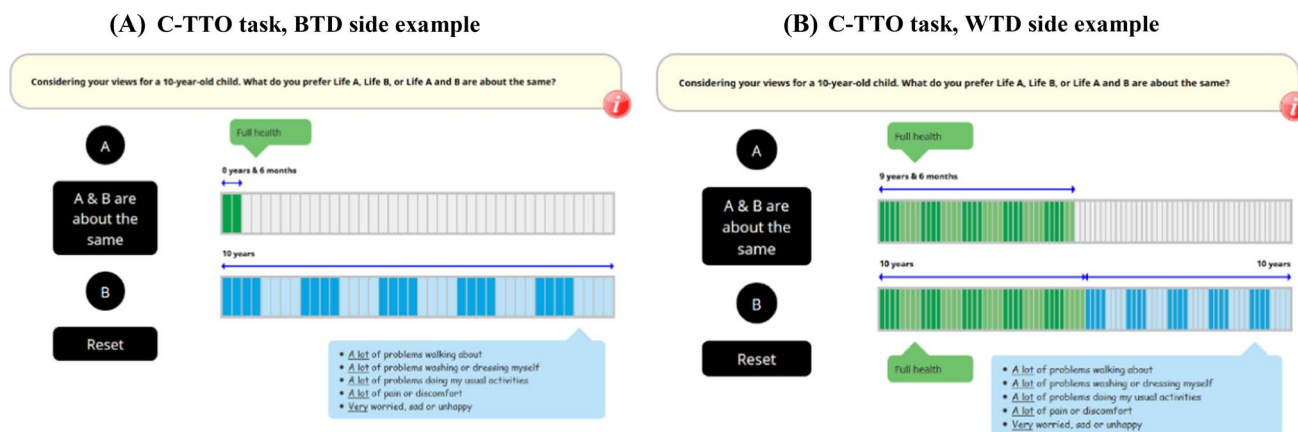 (A) C-TTO task, BTD side example
Considering your views for a 10-year-old child. What do you prefer Life A, Life B, or Life A and B are about the same?
i
A
Full health
0 years & 6 months
A & B are
about the
same
10 years
B
Reset
• A lot of problems walking about
• A lot of problems washing or dressing myself
• A lot of problems doing my usual activities
• A lot of pain or discomfort
• Very worried, sad or unhappy
(B) C-TTO task, WTD side example
Considering your views for a 10-year-old child. What do you prefer Life A, Life B, or Life A and B are about the same?
i
A
Full health
9 years & 6 months
A & B are
about the
same
10 years
10 years
B
Reset
Full health
• A lot of problems walking about
• A lot of problems washing or dressing myself
• A lot of problems doing my usual activities
• A lot of pain or discomfort
• Very worried, sad or unhappy